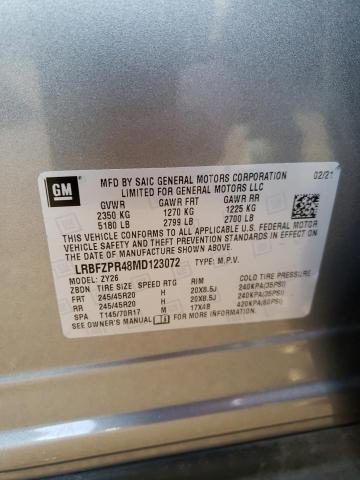 GM
MFD BY SAIC GENERAL MOTORS CORPORATION 02/21
LIMITED FOR GENERAL MOTORS LLC
GVWR GAWR FRT GAWR RR
2350 KG 1270 KG 1225 KG
5180 LB 2799 LB 2700 LB
THIS VEHICLE CONFORMS TO ALL APPLICABLE U.S. FEDERAL MOTOR
VEHICLE SAFETY AND THEFT PREVENTION STANDARDS IN EFFECT ON
THE DATE OF MANUFACTURE SHOWN ABOVE.
LRBFZPR48MD123072 TYPE: M.P.V.
MODEL: ZY26
ZBDN TIRE SIZE SPEED RTG RIM COLD TIRE PRESSURE
FRT 245/45R20 H 20X8.5J 240KPA(35PSI)
RR 245/45R20 H 20X8.5J 240KPA(35PSI)
SPA T145/70R17 M 17X4B 420KPA(60PSI)
SEE OWNER'S MANUAL FOR MORE INFORMATION.